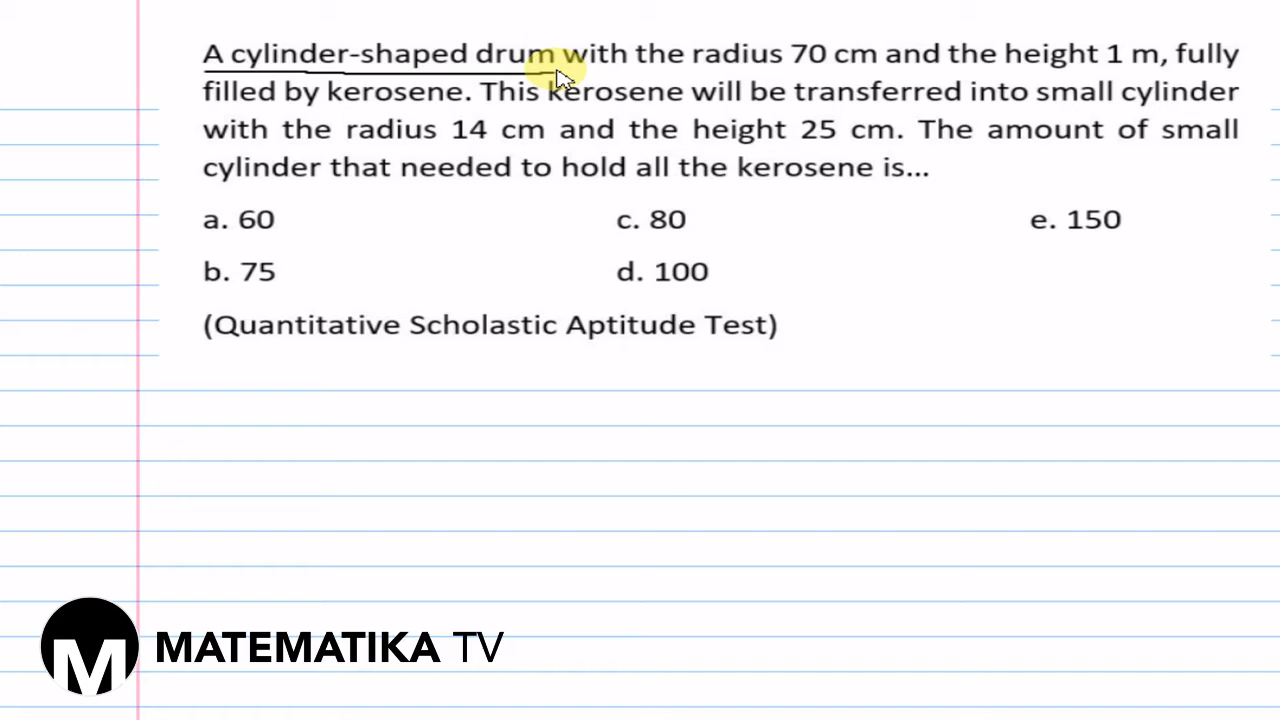 A cylinder-shaped drum with the radius 70 cm and the height 1 m, fully
filled by kerosene. This kerosene will be transferred into small cylinder
with the radius 14 cm and the height 25 cm. The amount of small
cylinder that needed to hold all the kerosene is...
a. 60 c. 80 e. 150
b. 75 d. 100
(Quantitative Scholastic Aptitude Test)
M MATEMATIKA TV